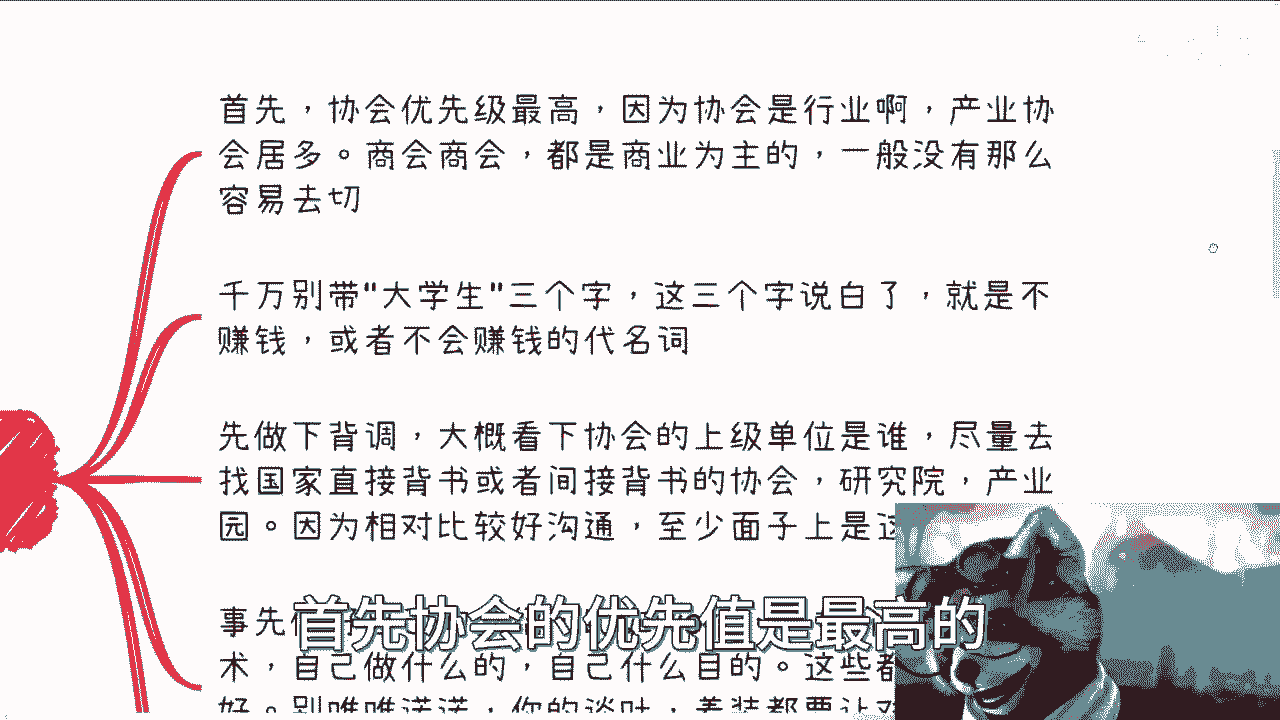 首先，协会优先级最高，因为协会是行业啊，产业协
会居多。商会商会，都是商业为主的，一般没有那么
容易去切
千万别带"大学生"三个字，这三个字说白了，就是不
赚钱，或者不会赚钱的代名词
先做下背调，大概看下协会的上级单位是谁，尽量去
找国家直接背书或者间接背书的协会，研究院，产业
园。因为相对比较好沟通，至少面子上是这
事先
首先协会的优先值是最高的
术，自己做什么的，自己什么目的。这些都
好。别唯唯诺诺，你的谈吐，着装都要让对